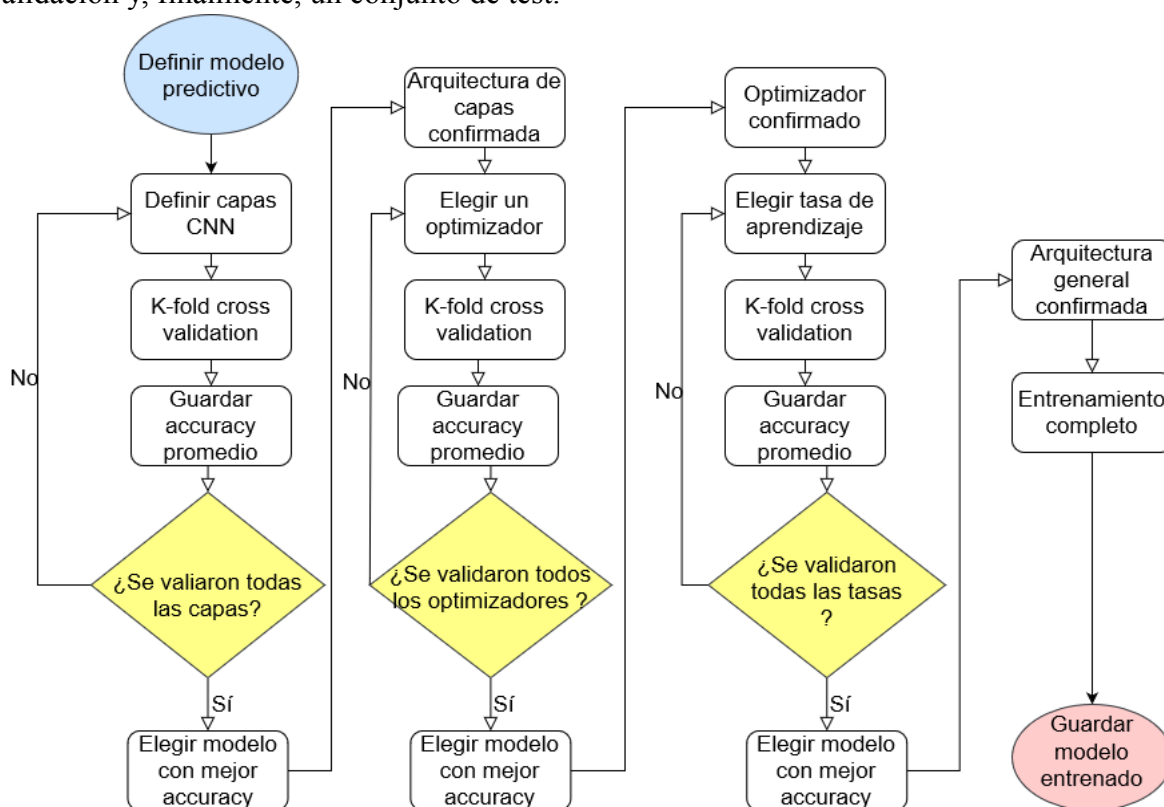 validación y, finalmente, un conjunto de test.
Definir modelo
predictivo
Definir capas
CNN
K-fold cross
validation
Guardar
accuracy
promedio
No
¿Se valiaron todas
las capas?
Sí
Elegir modelo
con mejor
accuracy
Arquitectura de
capas
confirmada
Elegir un
optimizador
K-fold cross
validation
Guardar
accuracy
promedio
No
¿Se validaron todos
los optimizadores ?
Sí
Elegir modelo
con mejor
accuracy
Optimizador
confirmado
Elegir tasa de
aprendizaje
K-fold cross
validation
Guardar
accuracy
promedio
No
¿Se validaron
todas las tasas
?
Sí
Elegir modelo
con mejor
accuracy
Arquitectura
general
confirmada
Entrenamiento
completo
Guardar
modelo
entrenado